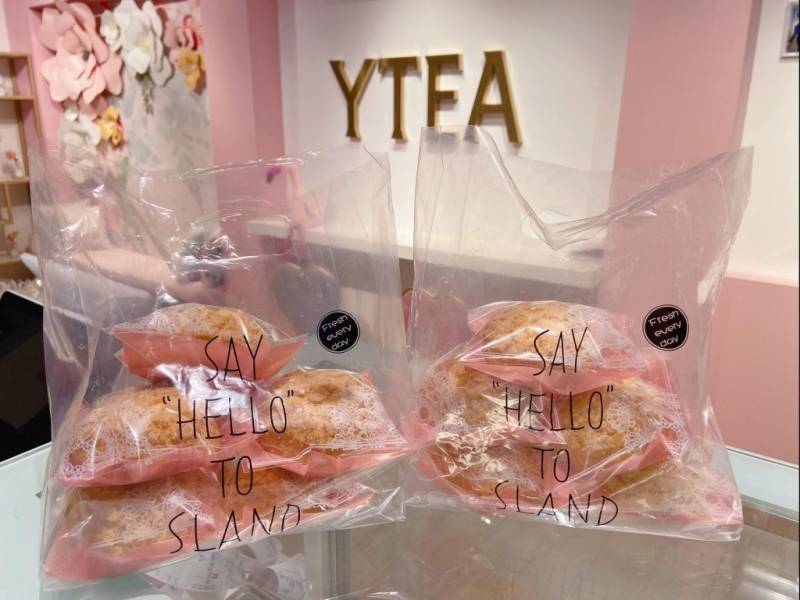 YTEA
Fresh
every
day
SAY
"HELLO"
TO
SLAND
Fresh
every
day
SAY
"HELLO"
TO
SLAND